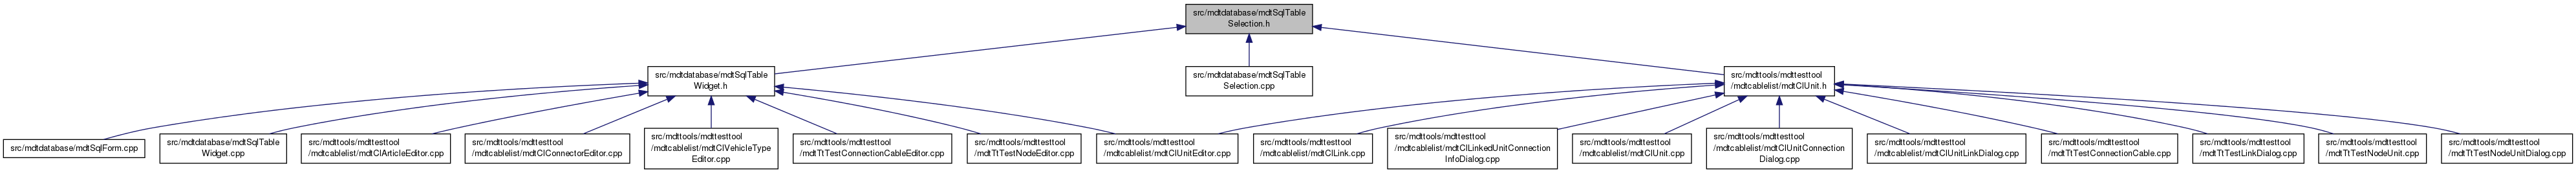 src/mdtdatabase/mdtSqlTable
Selection.h
src/mdtdatabase/mdtSqlTable
Widget.h
src/mdtdatabase/mdtSqlTable
Selection.cpp
src/mdttools/mdttesttool
/mdtcablelist/mdtClUnit.h
src/mdtdatabase/mdtSqlForm.cpp
src/mdtdatabase/mdtSqlTable
Widget.cpp
src/mdttools/mdttesttool
/mdtcablelist/mdtClArticleEditor.cpp
src/mdttools/mdttesttool
/mdtcablelist/mdtClConnectorEditor.cpp
src/mdttools/mdttesttool
/mdtcablelist/mdtClVehicleType
Editor.cpp
src/mdttools/mdttesttool
/mdtTtTestConnectionCableEditor.cpp
src/mdttools/mdttesttool
/mdtTtTestNodeEditor.cpp
src/mdttools/mdttesttool
/mdtcablelist/mdtClUnitEditor.cpp
src/mdttools/mdttesttool
/mdtcablelist/mdtClLink.cpp
src/mdttools/mdttesttool
/mdtcablelist/mdtClLinkedUnitConnection
InfoDialog.cpp
src/mdttools/mdttesttool
/mdtcablelist/mdtClUnit.cpp
src/mdttools/mdttesttool
/mdtcablelist/mdtClUnitConnection
Dialog.cpp
src/mdttools/mdttesttool
/mdtcablelist/mdtClUnitLinkDialog.cpp
src/mdttools/mdttesttool
/mdtTtTestConnectionCable.cpp
src/mdttools/mdttesttool
/mdtTtTestLinkDialog.cpp
src/mdttools/mdttesttool
/mdtTtTestNodeUnit.cpp
src/mdttools/mdttesttool
/mdtTtTestNodeUnitDialog.cpp